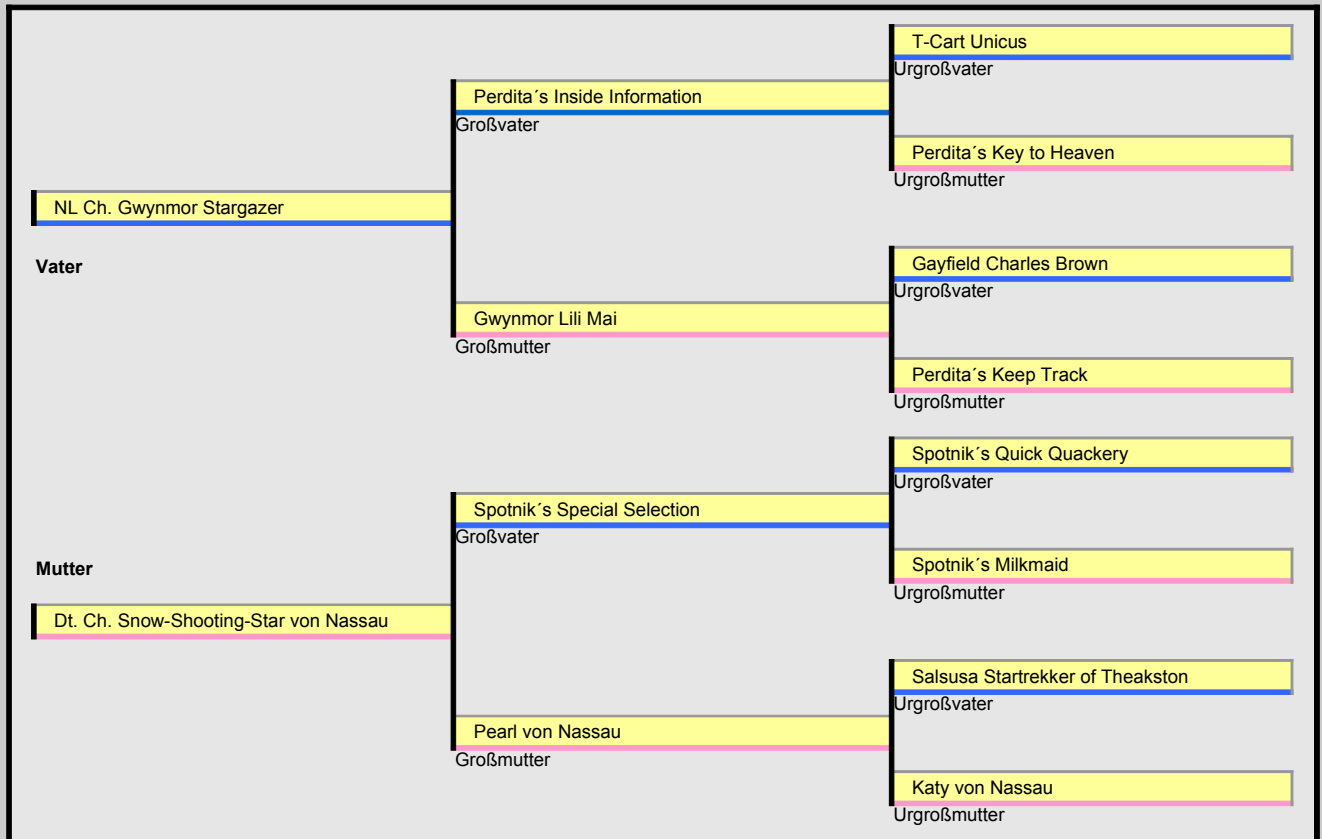 T-Cart Unicus
Urgroßvater
Perdita´s Inside Information
Großvater
Perdita´s Key to Heaven
Urgroßmutter
NL Ch. Gwynmor Stargazer
Vater
Gayfield Charles Brown
Urgroßvater
Gwynmor Lili Mai
Großmutter
Perdita´s Keep Track
Urgroßmutter
Spotnik´s Quick Quackery
Urgroßvater
Spotnik´s Special Selection
Großvater
Mutter
Spotnik´s Milkmaid
Urgroßmutter
Dt. Ch. Snow-Shooting-Star von Nassau
Salsusa Startrekker of Theakston
Urgroßvater
Pearl von Nassau
Großmutter
Katy von Nassau
Urgroßmutter